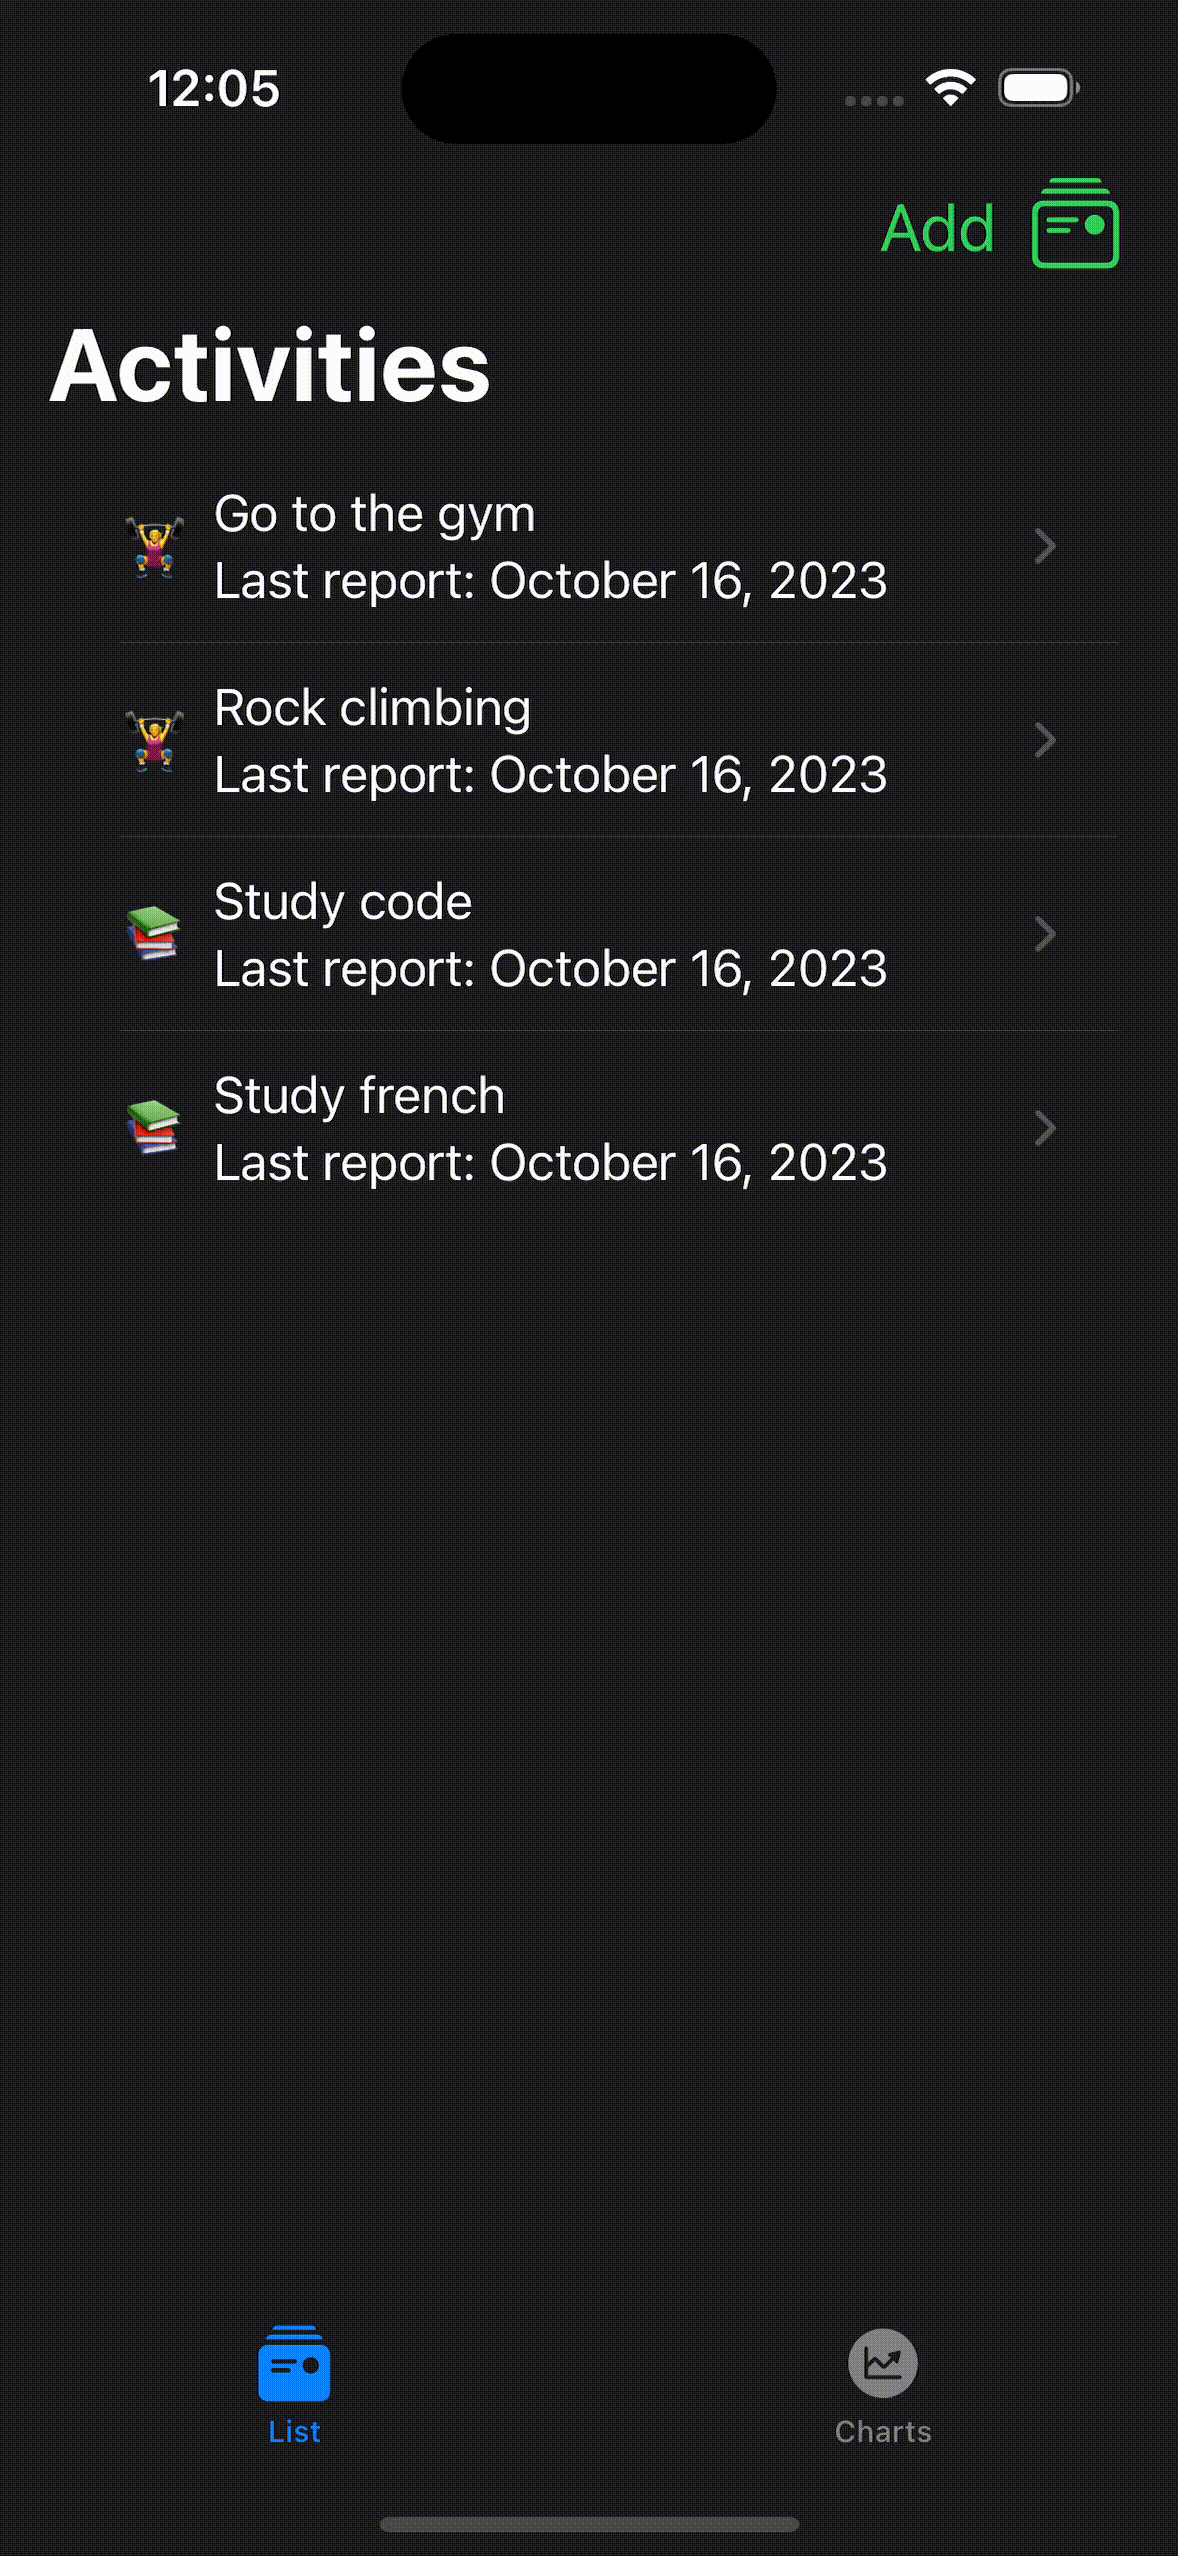 12:05
Add
Activities
Go to the gym
Last report: October 16, 2023
Rock climbing
Last report: October 16, 2023
Study code
Last report: October 16, 2023
Study french
Last report: October 16, 2023
List
Charts